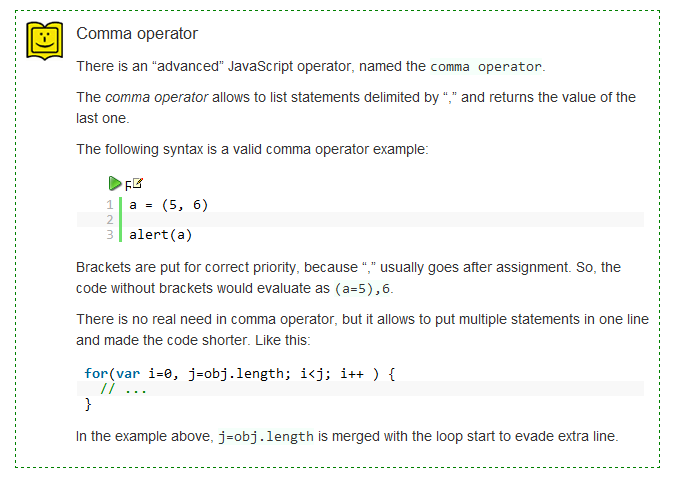 Comma operator
There is an “advanced” JavaScript operator, named the comma operator.
The comma operator allows to list statements delimited by “,” and returns the value of the
last one.
The following syntax is a valid comma operator example:
1 a = (5, 6)
2
3 alert(a)
Brackets are put for correct priority, because “,” usually goes after assignment. So, the
code without brackets would evaluate as (a=5),6.
There is no real need in comma operator, but it allows to put multiple statements in one line
and made the code shorter. Like this:
for(var i=0, j=obj.length; i<j; i++ ) {
// ...
}
In the example above, j=obj.length is merged with the loop start to evade extra line.